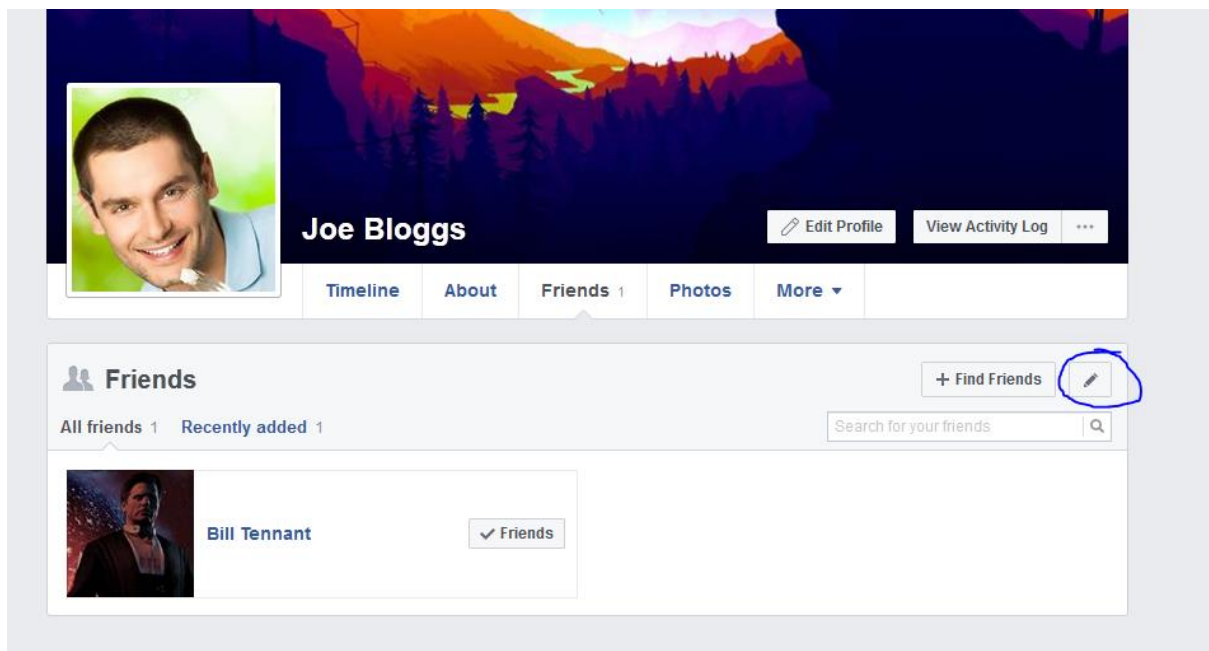 Joe Bloggs
Edit Profile
View Activity Log
Timeline
About
Friends 1
Photos
More
Friends
+ Find Friends
All friends 1
Recently added 1
Search for your friends
Bill Tennant
Friends